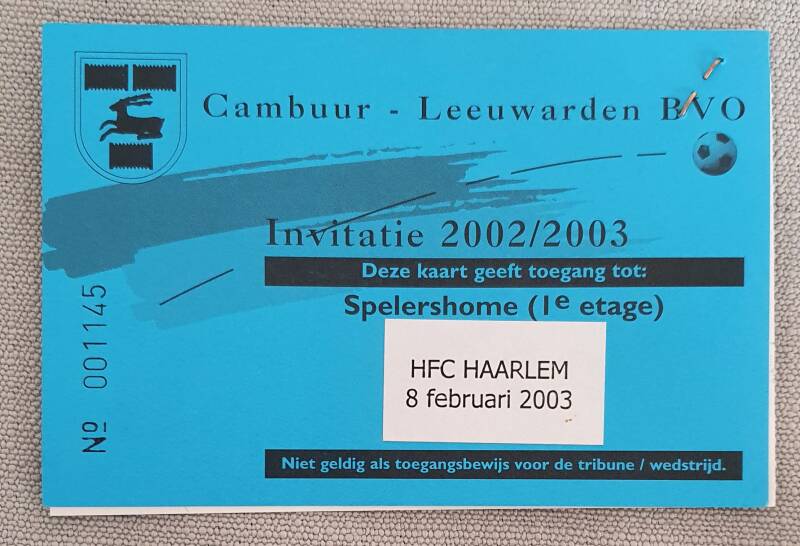 Cambuur - Leeuwarden BVO
Invitatie 2002/2003
Deze kaart geeft toegang tot:
Spelershome (1e etage)
HFC HAARLEM
8 februari 2003
Niet geldig als toegangsbewijs voor de tribune / wedstrijd.
Nº 001145